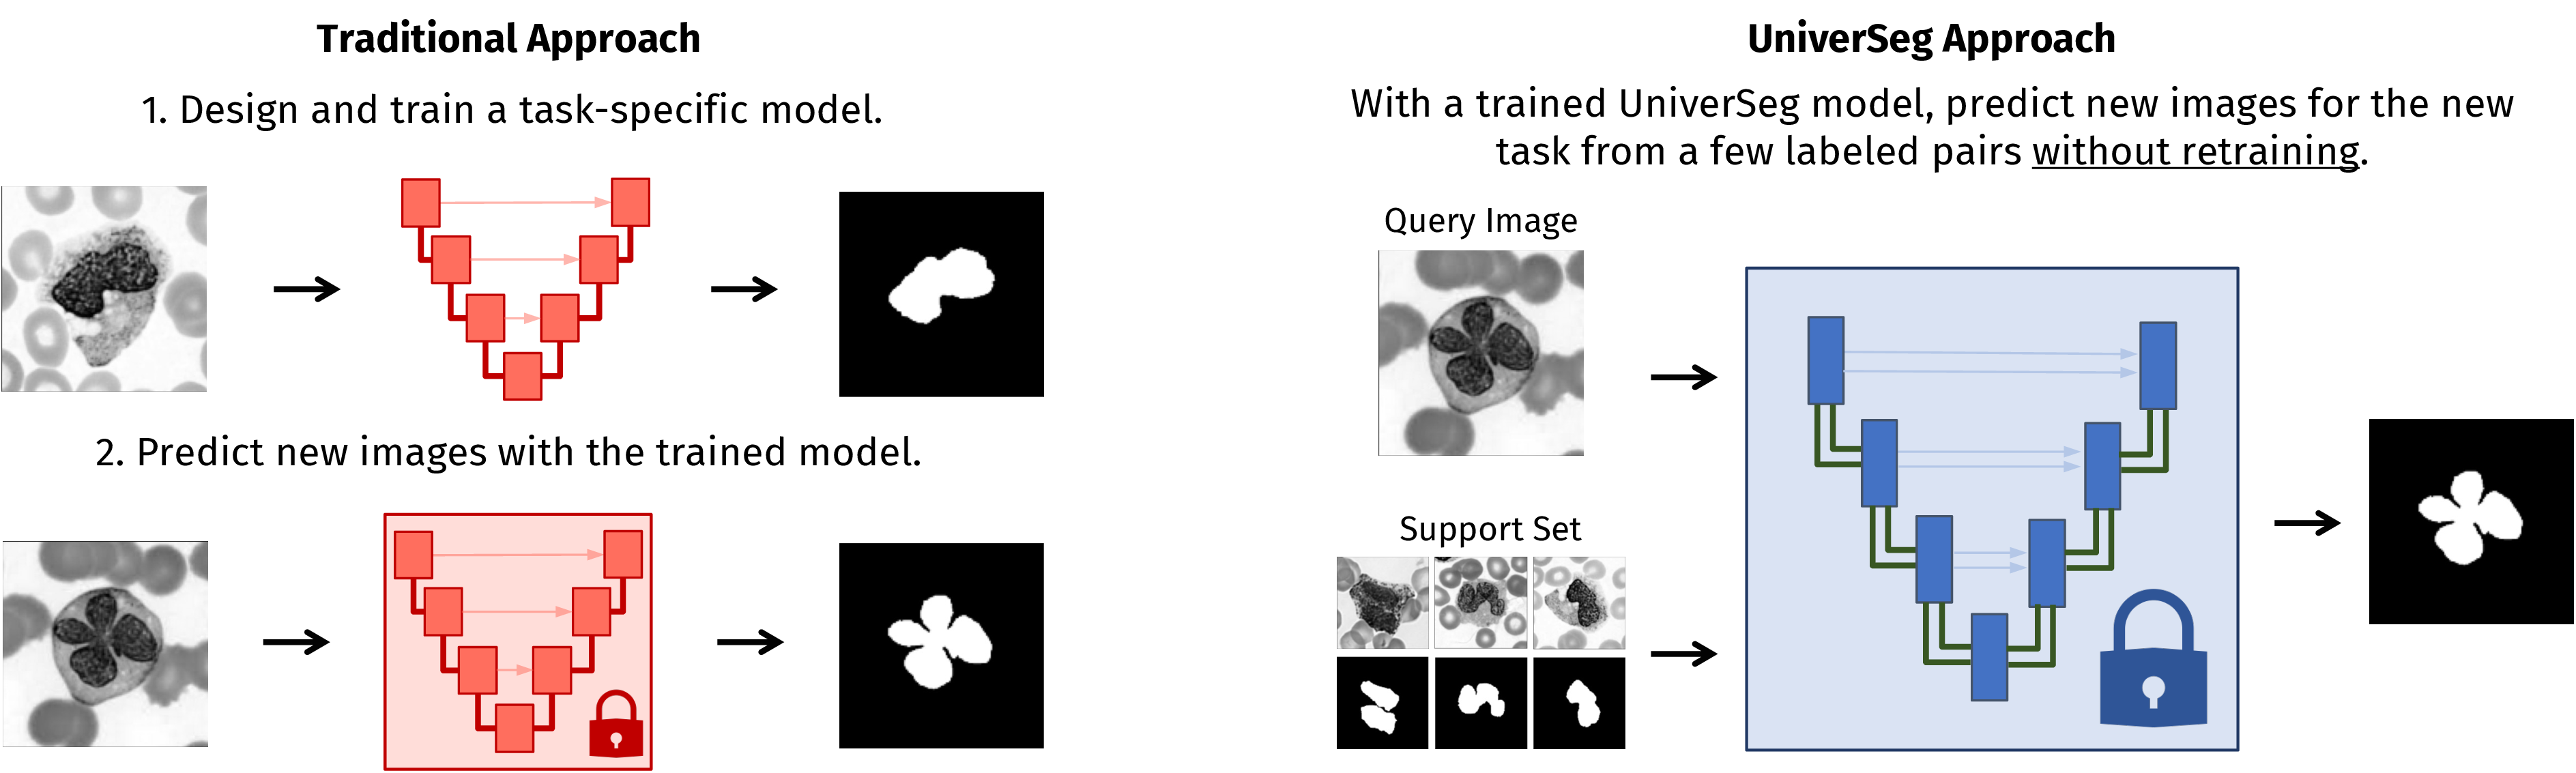 Traditional Approach
1. Design and train a task-specific model.
2. Predict new images with the trained model.
UniverSeg Approach
With a trained UniverSeg model, predict new images for the new
task from a few labeled pairs without retraining.
Query Image
Support Set